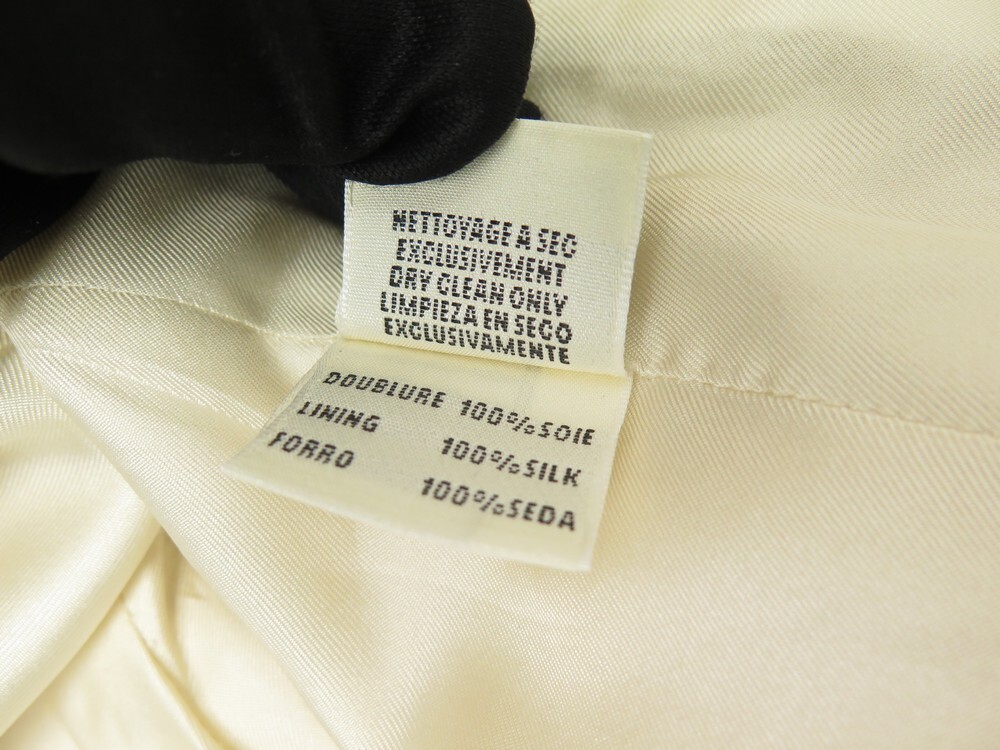 NETTOYAGE A SEC
EXCLUSIVEMENT
DRY CLEAN ONLY
LIMPIEZA EN SECO
EXCLUSIVAMENTE
DOUBLURE 100%SOIE
LINING 100%SILK
FORRO 100%SEDA